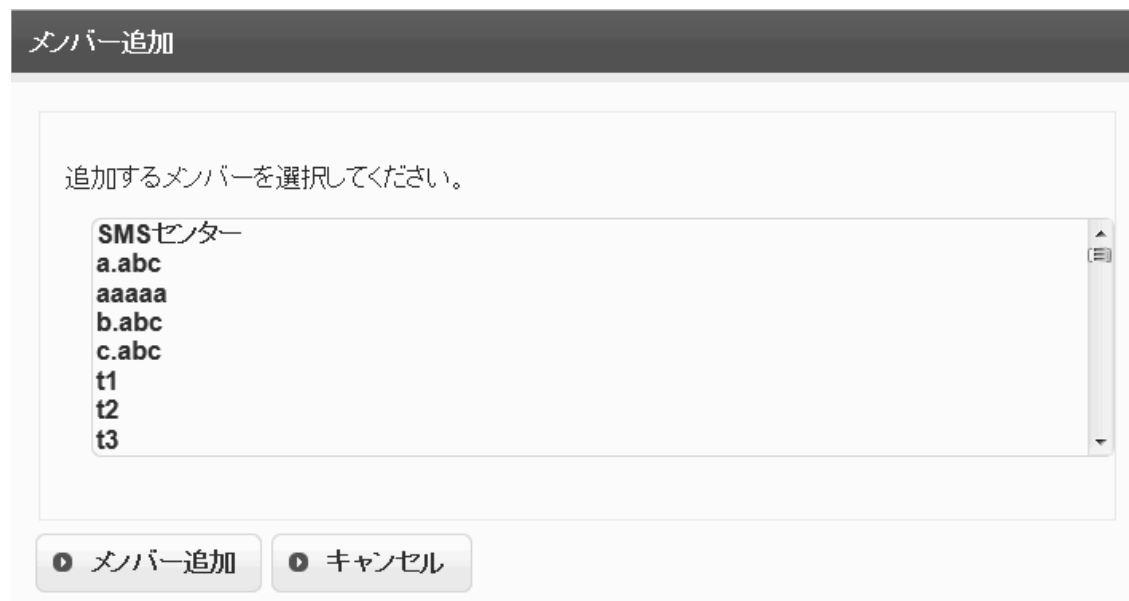 メンバー追加
追加するメンバーを選択してください。
SMSセンター
a.abc
aaaaa
b.abc
c.abc
t1
t2
t3
メンバー追加 キャンセル